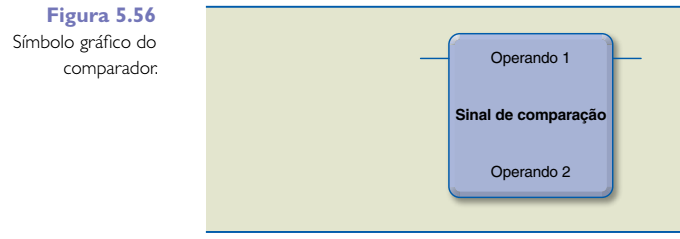 Figura 5.56
Símbolo gráfico do
comparador.
Operando 1
Sinal de comparação
Operando 2